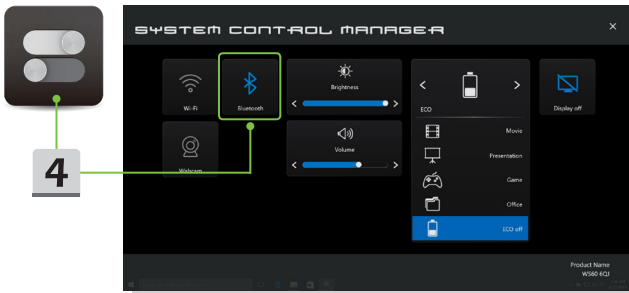 SYSTEM CONTROL MANAGER
×
Wi-Fi
Bluetooth
Brightness
ECO
Display off
Webcam
Volume
Movie
Presentation
Game
Office
ECO off
4
Product Name
WS60 6QJ